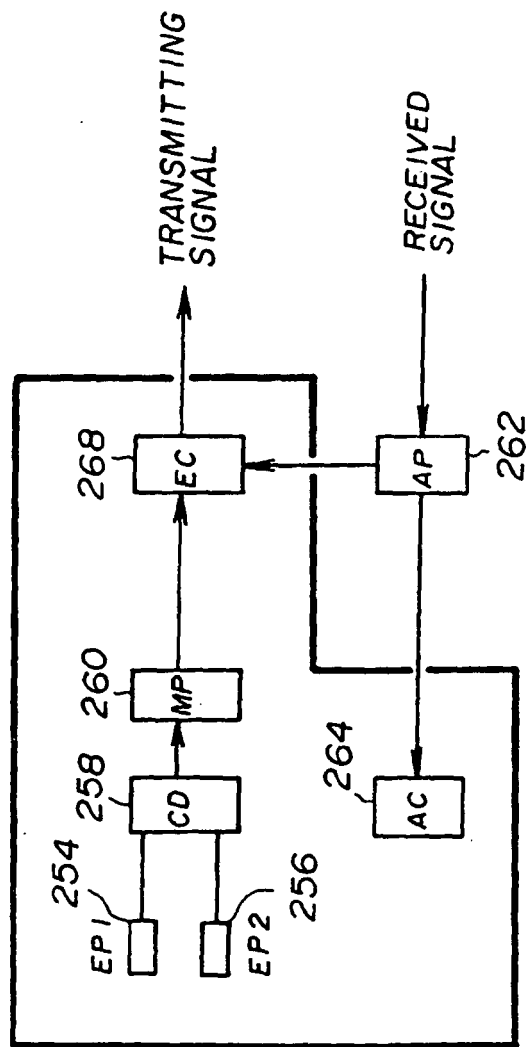 EP1
254
EP2
256
258
CD
260
MP
268
EC
TRANSMITTING
SIGNAL
264
AC
AP
262
RECEIVED
SIGNAL